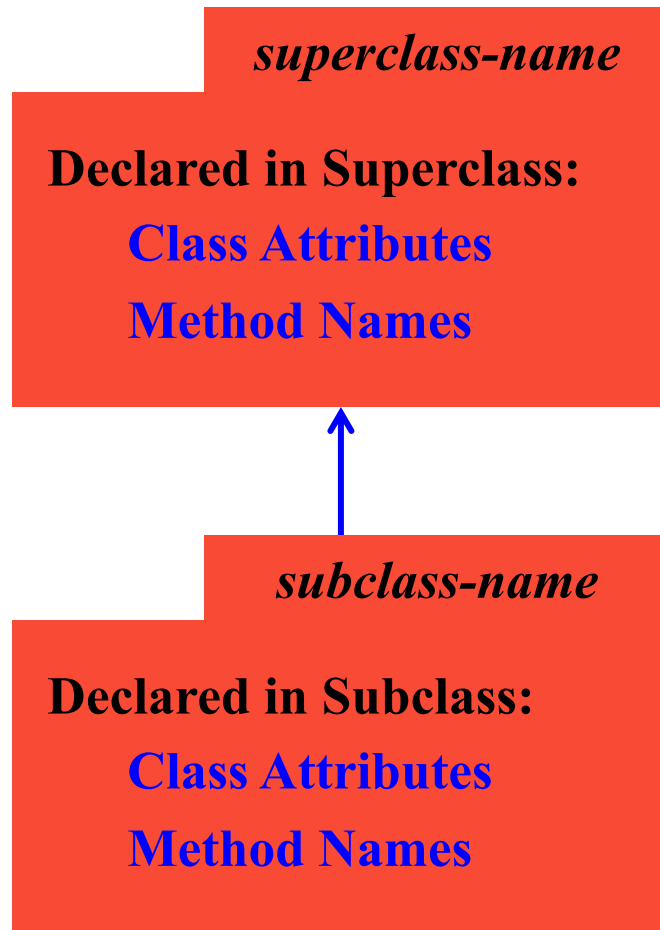 superclass-name
Declared in Superclass:
Class Attributes
Method Names
subclass-name
Declared in Subclass:
Class Attributes
Method Names